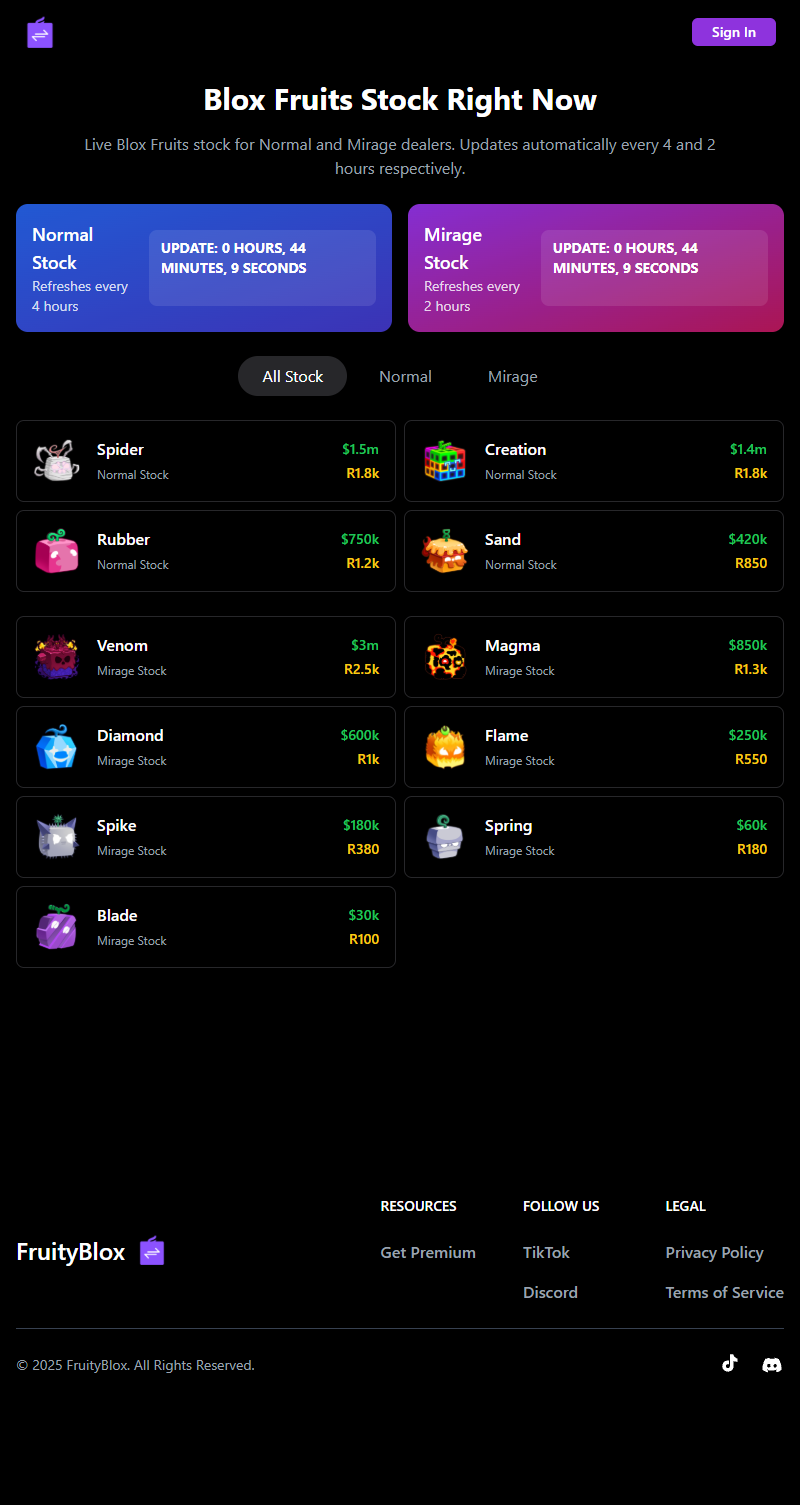 Sign In
Blox Fruits Stock Right Now
Live Blox Fruits stock for Normal and Mirage dealers. Updates automatically every 4 and 2
hours respectively.
Normal
Stock
Refreshes every
4 hours
UPDATE: 0 HOURS, 44
MINUTES, 9 SECONDS
Mirage
Stock
Refreshes every
2 hours
UPDATE: 0 HOURS, 44
MINUTES, 9 SECONDS
All Stock
Normal
Mirage
Spider
$1.5m
Normal Stock
R1.8k
Creation
$1.4m
Normal Stock
R1.8k
Rubber
$750k
Normal Stock
R1.2k
Sand
$420k
Normal Stock
R850
Venom
$3m
Mirage Stock
R2.5k
Magma
$850k
Mirage Stock
R1.3k
Diamond
$600k
Mirage Stock
R1k
Flame
$250k
Mirage Stock
R550
Spike
$180k
Mirage Stock
R380
Spring
$60k
Mirage Stock
R180
Blade
$30k
Mirage Stock
R100
FruityBlox
RESOURCES
Get Premium
FOLLOW US
TikTok
Discord
LEGAL
Privacy Policy
Terms of Service
© 2025 FruityBlox. All Rights Reserved.